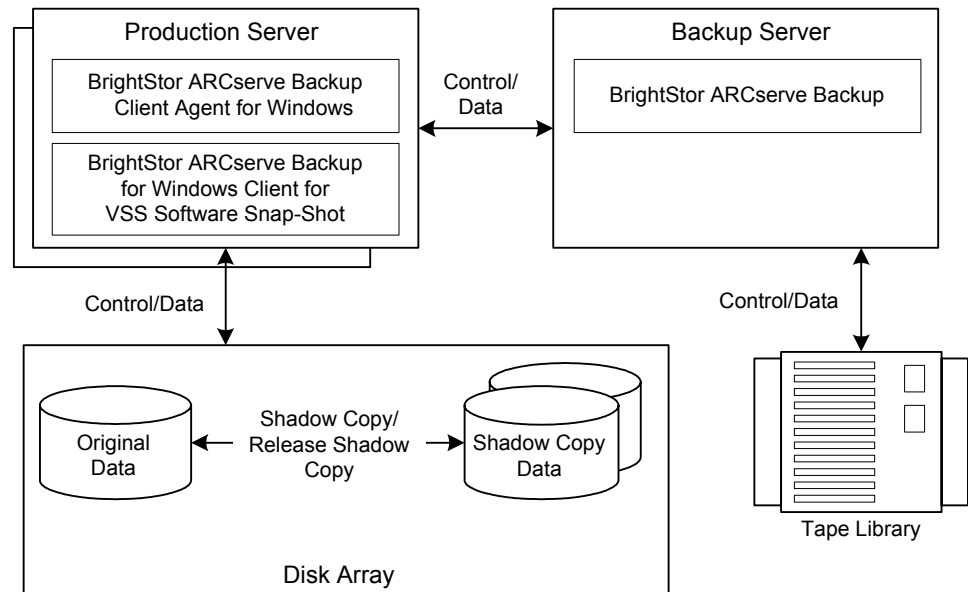 Production Server
BrightStor ARCserve Backup
Client Agent for Windows
BrightStor ARCserve Backup
for Windows Client for
VSS Software Snap-Shot
Control/
Data
Backup Server
BrightStor ARCserve Backup
Control/Data
Control/Data
Original
Data
Shadow Copy/
Release Shadow
Copy
Shadow Copy
Data
Disk Array
Tape Library